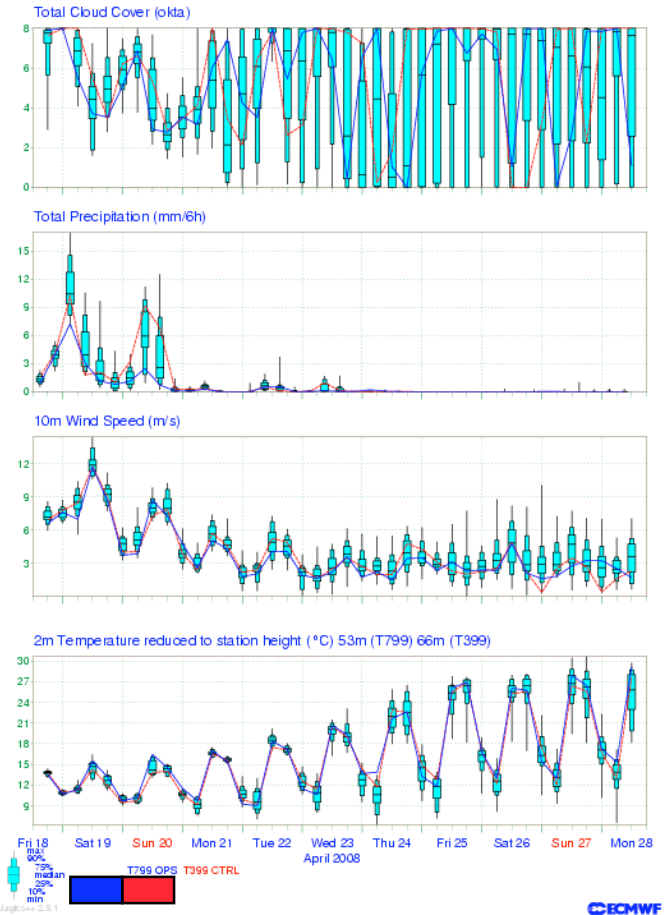 Total Cloud Cover (okta)
8
6
4
2
0
Total Precipitation (mm/6h)
15
12
9
6
3
0
10m Wind Speed (m/s)
12
9
6
3
2m Temperature reduced to station height (°C) 53m (T799) 66m (T399)
30
27
24
21
18
15
12
9
Fri 18 Sat 19 Sun 20 Mon 21 Tue 22 Wed 23 Thu 24 Fri 25 Sat 26 Sun 27 Mon 28
April 2008
max
90%
75%
median
25%
10%
min
T799 OPS T399 CTRL
ECMWF